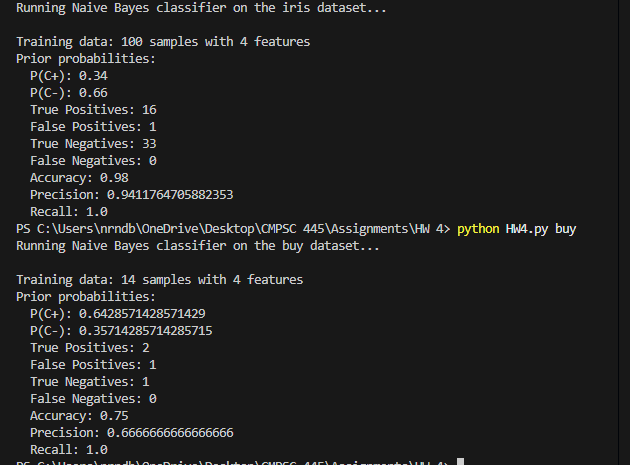 Running Naive Bayes classifier on the iris dataset...
Training data: 100 samples with 4 features
Prior probabilities:
P(C+): 0.34
P(C-): 0.66
True Positives: 16
False Positives: 1
True Negatives: 33
False Negatives: 0
Accuracy: 0.98
Precision: 0.9411764705882353
Recall: 1.0
PS C:\Users\nrndb\OneDrive\Desktop\CMPSC 445\Assignments\HW 4> python HW4.py buy
Running Naive Bayes classifier on the buy dataset...
Training data: 14 samples with 4 features
Prior probabilities:
P(C+): 0.6428571428571429
P(C-): 0.35714285714285715
True Positives: 2
False Positives: 1
True Negatives: 1
False Negatives: 0
Accuracy: 0.75
Precision: 0.6666666666666666
Recall: 1.0
PS C:\Users\nrndb\OneDrive\Desktop\CMPSC 445\Assignments\HW 4>